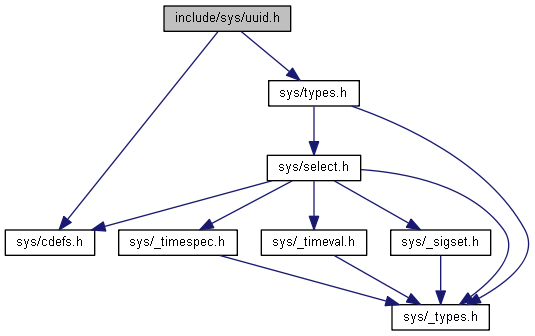 include/sys/uuid.h
sys/types.h
sys/select.h
sys/cdefs.h
sys/_timespec.h
sys/_timeval.h
sys/_sigset.h
sys/_types.h